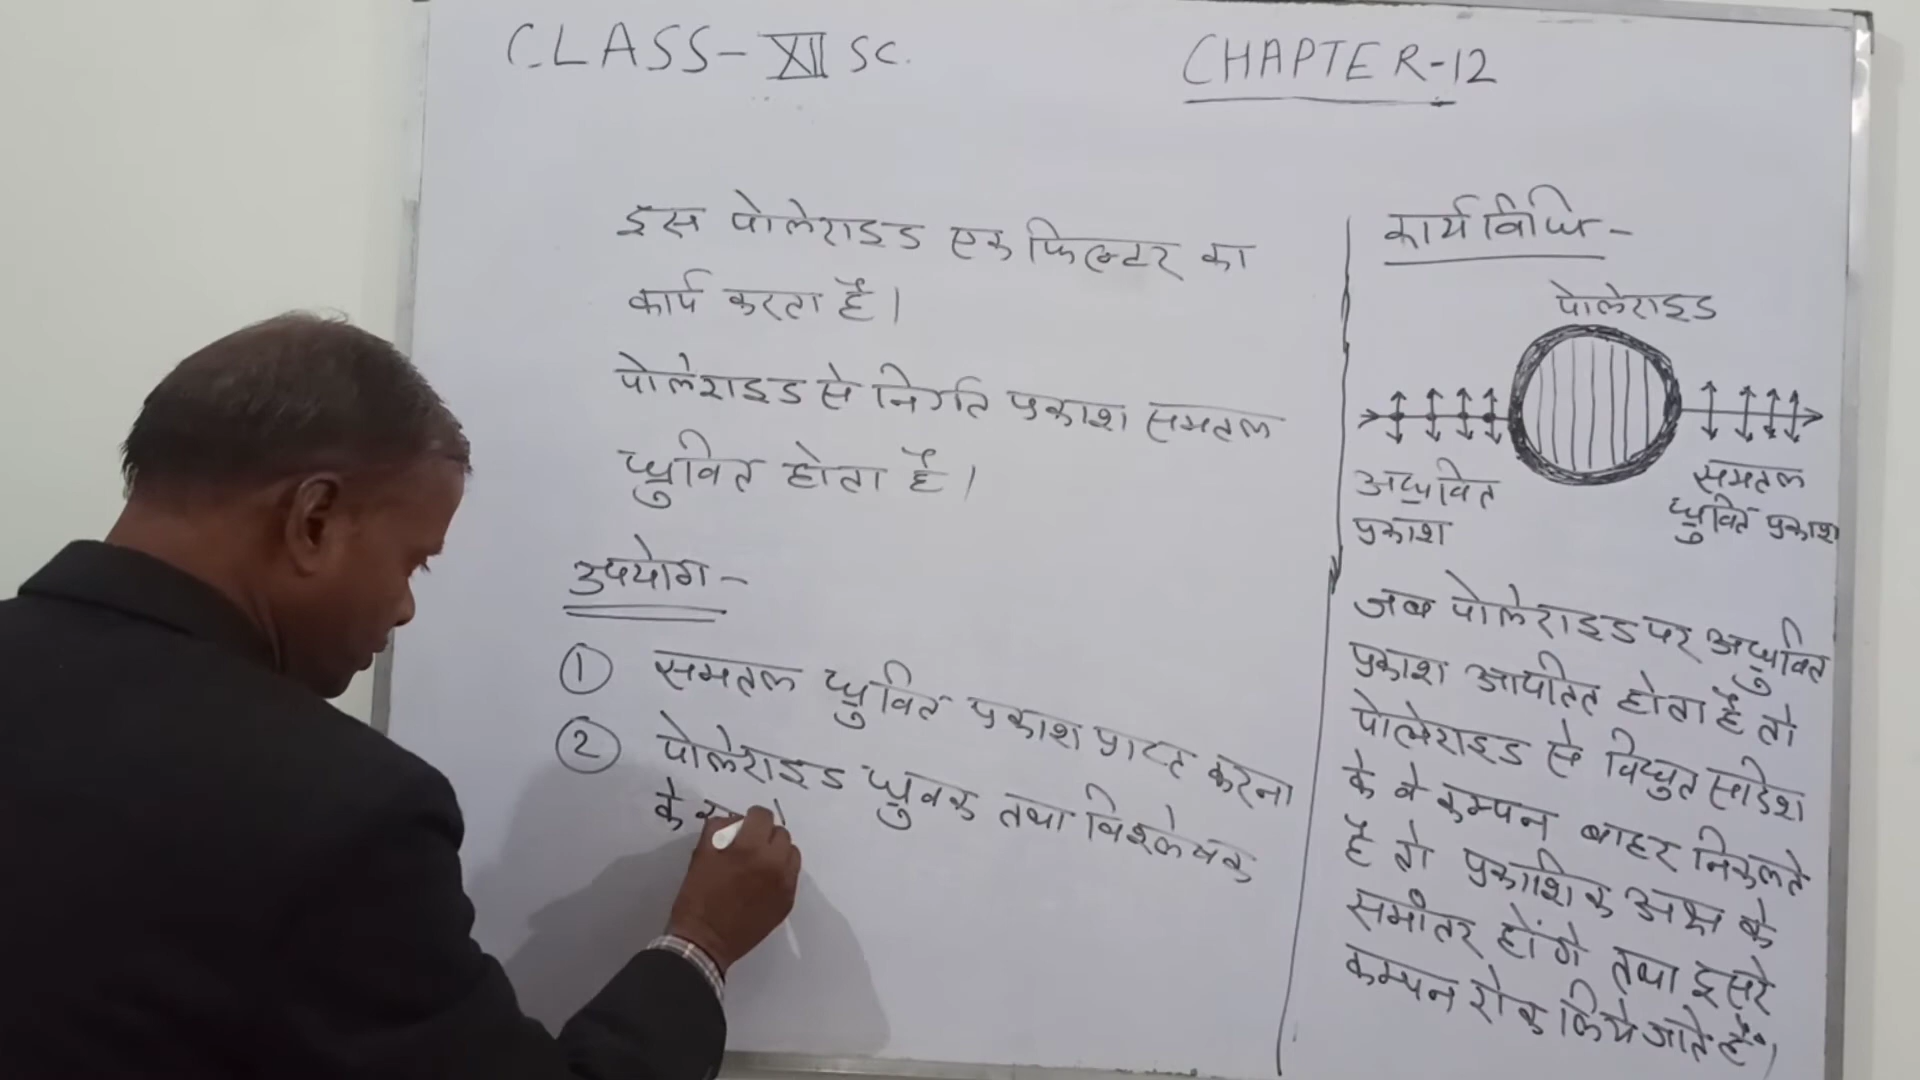 CLASS-XII SC.
CHAPTER-12
इस पोलेराइड एक फिल्टर का
कार्य करता है।
पोलेराइड से निर्गत प्रकाश समतल
ध्रुवित होता है।
उपयोग-
① समतल ध्रुवित प्रकाश प्राप्त करना
② पोलेराइड ध्रुवक तथा विश्लेषक
के
कार्य विधि-
पोलेराइड
अध्रुवित
प्रकाश
समतल
ध्रुवित प्रकाश
जब पोलेराइड पर अध्रुवित
प्रकाश आपतित होता है तो
पोलेराइड से विद्युत सदिश
के वे कम्पन बाहर निकलते
है जो प्रकाशिक अक्ष के
समांतर होंगे तथा दूसरे
कम्पन रोक लिये जाते है।